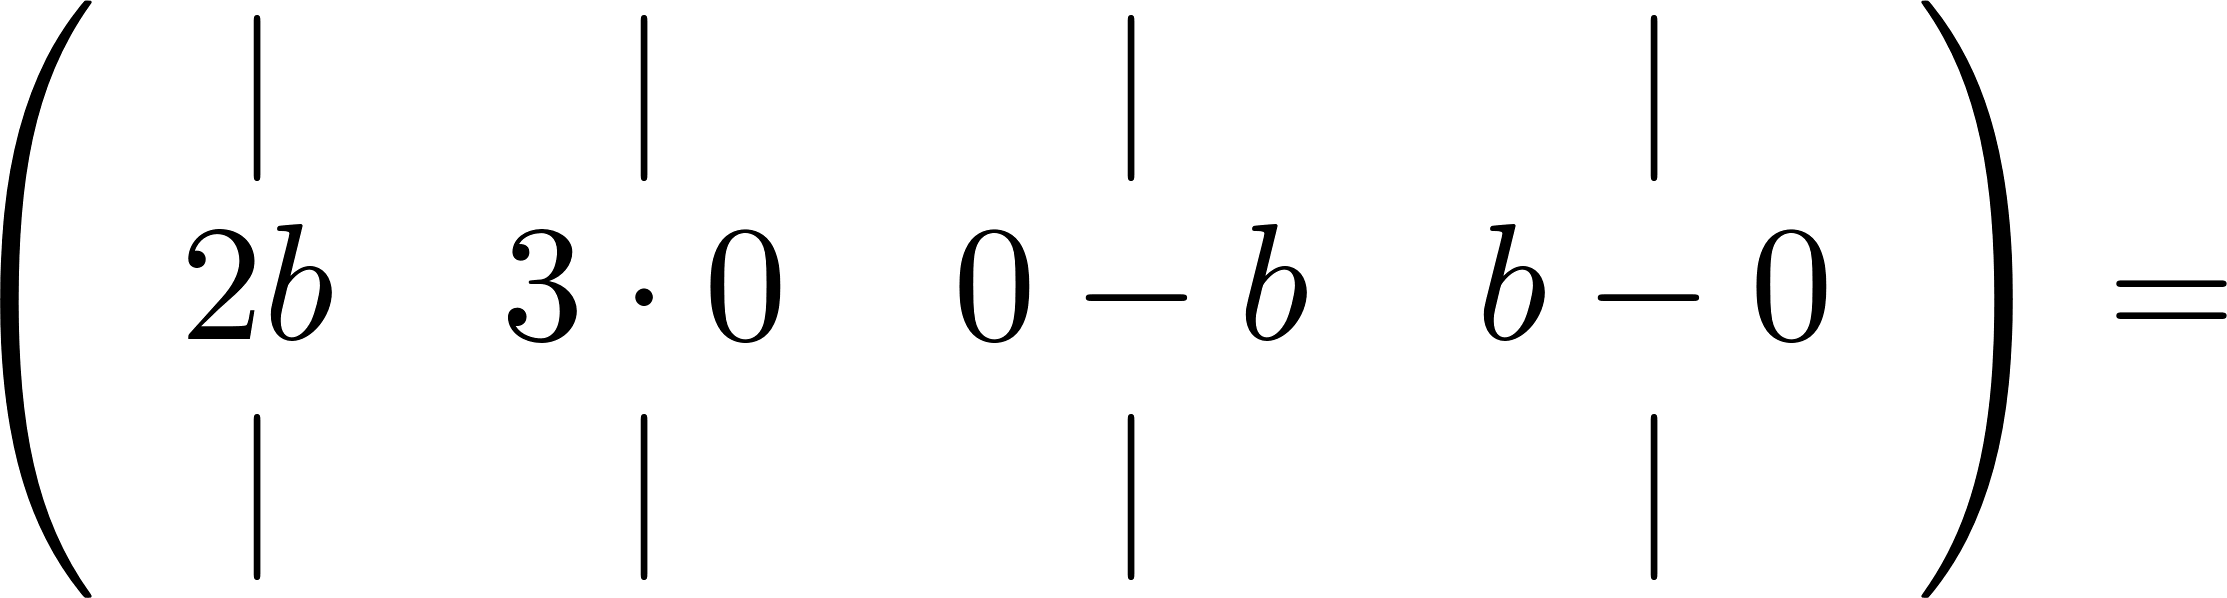 ( | | | | ) =
2b 3 · 0 0 − b b − 0
| | | |